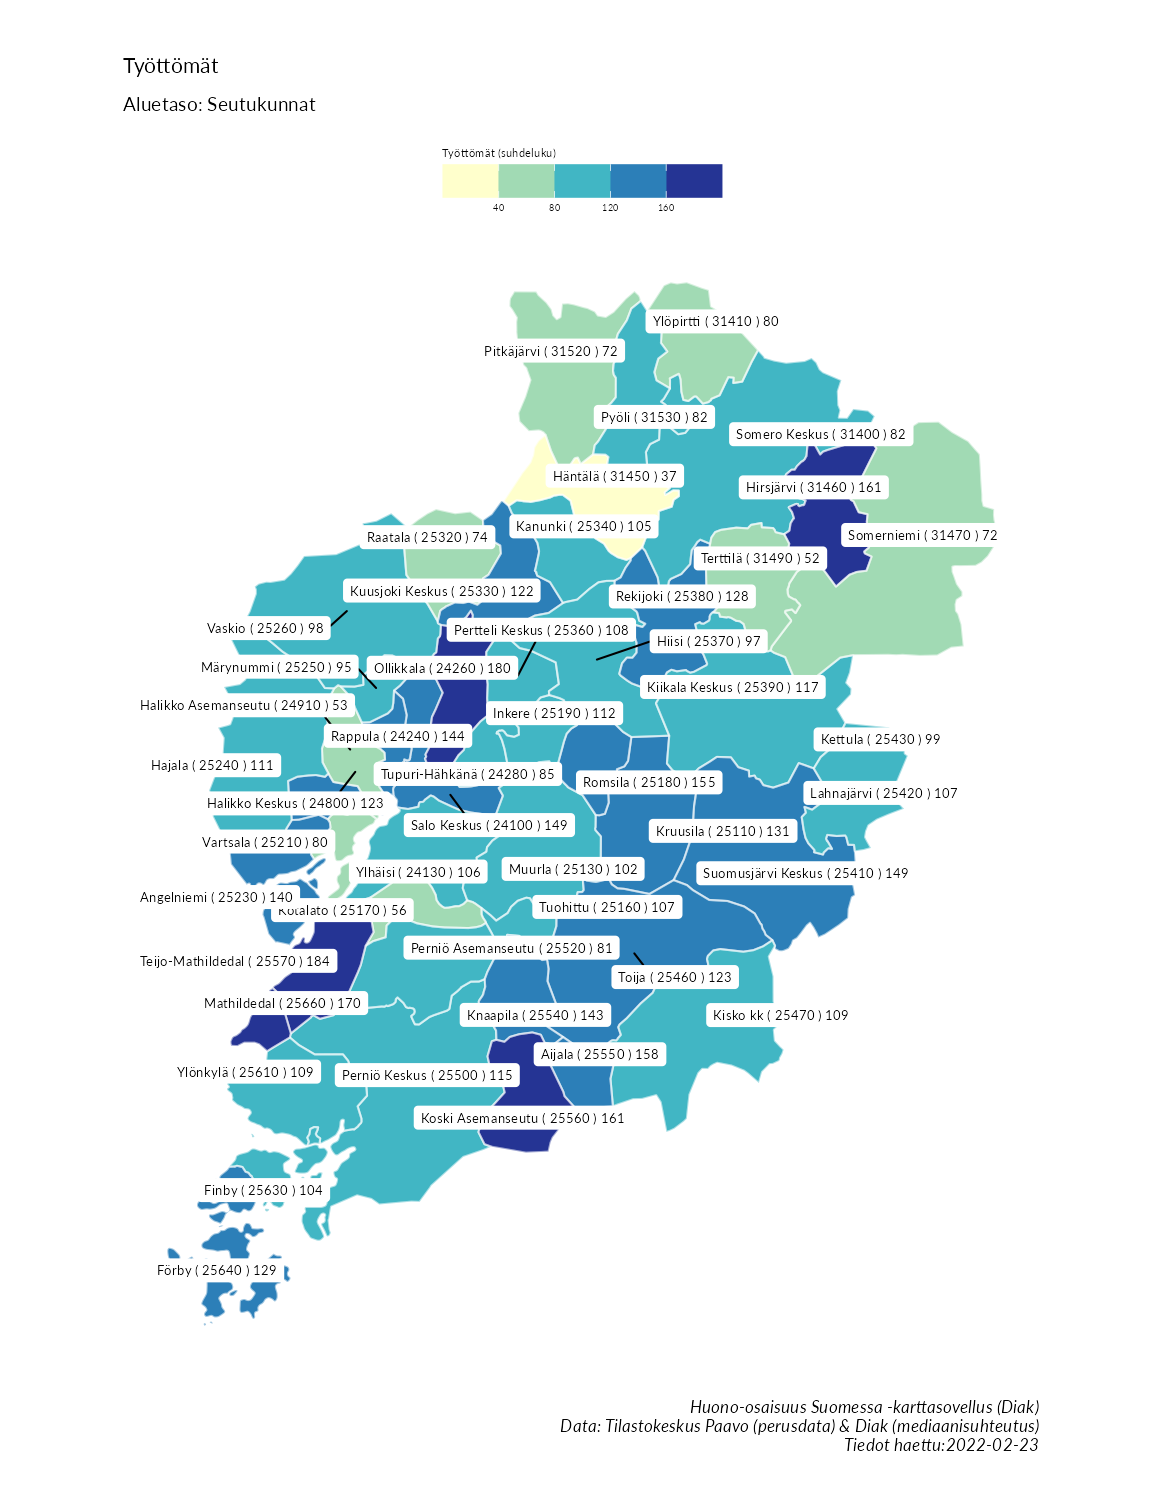 Työttömät
Aluetaso: Seutukunnat
Työttömät (suhdeluku)
40 80 120 160
Ylöpirtti ( 31410 ) 80
Pitkäjärvi ( 31520 ) 72
Pyöli ( 31530 ) 82
Somero Keskus ( 31400 ) 82
Häntälä ( 31450 ) 37
Hirsjärvi ( 31460 ) 161
Kanunki ( 25340 ) 105
Raatala ( 25320 ) 74
Somerniemi ( 31470 ) 72
Terttilä ( 31490 ) 52
Kuusjoki Keskus ( 25330 ) 122
Rekijoki ( 25380 ) 128
Vaskio ( 25260 ) 98
Pertteli Keskus ( 25360 ) 108
Hiisi ( 25370 ) 97
Märynummi ( 25250 ) 95
Ollikkala ( 24260 ) 180
Kiikala Keskus ( 25390 ) 117
Halikko Asemanseutu ( 24910 ) 53
Inkere ( 25190 ) 112
Rappula ( 24240 ) 144
Kettula ( 25430 ) 99
Hajala ( 25240 ) 111
Tupuri-Hähkänä ( 24280 ) 85
Romsila ( 25180 ) 155
Lahnajärvi ( 25420 ) 107
Halikko Keskus ( 24800 ) 123
Salo Keskus ( 24100 ) 149
Kruusila ( 25110 ) 131
Vartsala ( 25210 ) 80
Ylhäisi ( 24130 ) 106
Muurla ( 25130 ) 102
Suomusjärvi Keskus ( 25410 ) 149
Angelniemi ( 25230 ) 140
Kotalato ( 25170 ) 56
Tuohittu ( 25160 ) 107
Perniö Asemanseutu ( 25520 ) 81
Teijo-Mathildedal ( 25570 ) 184
Toija ( 25460 ) 123
Mathildedal ( 25660 ) 170
Knaapila ( 25540 ) 143
Kisko kk ( 25470 ) 109
Aijala ( 25550 ) 158
Ylönkylä ( 25610 ) 109
Perniö Keskus ( 25500 ) 115
Koski Asemanseutu ( 25560 ) 161
Finby ( 25630 ) 104
Förby ( 25640 ) 129
Huono-osaisuus Suomessa -karttasovellus (Diak)
Data: Tilastokeskus Paavo (perusdata) & Diak (mediaanisuhteutus)
Tiedot haettu:2022-02-23